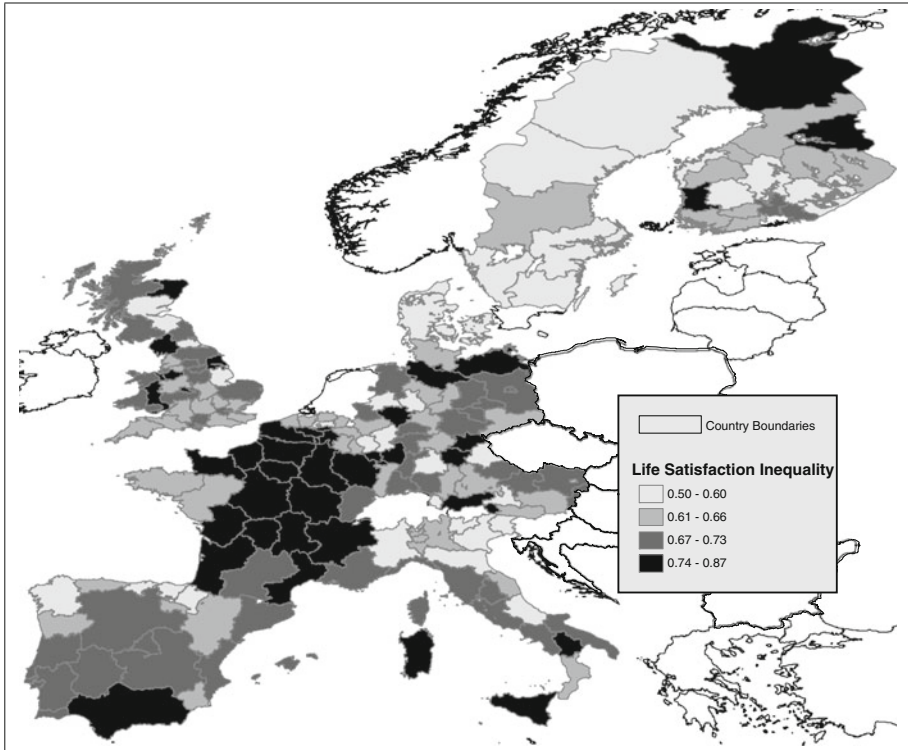 Country Boundaries
Life Satisfaction Inequality
0.50 - 0.60
0.61 - 0.66
0.67 - 0.73
0.74 - 0.87